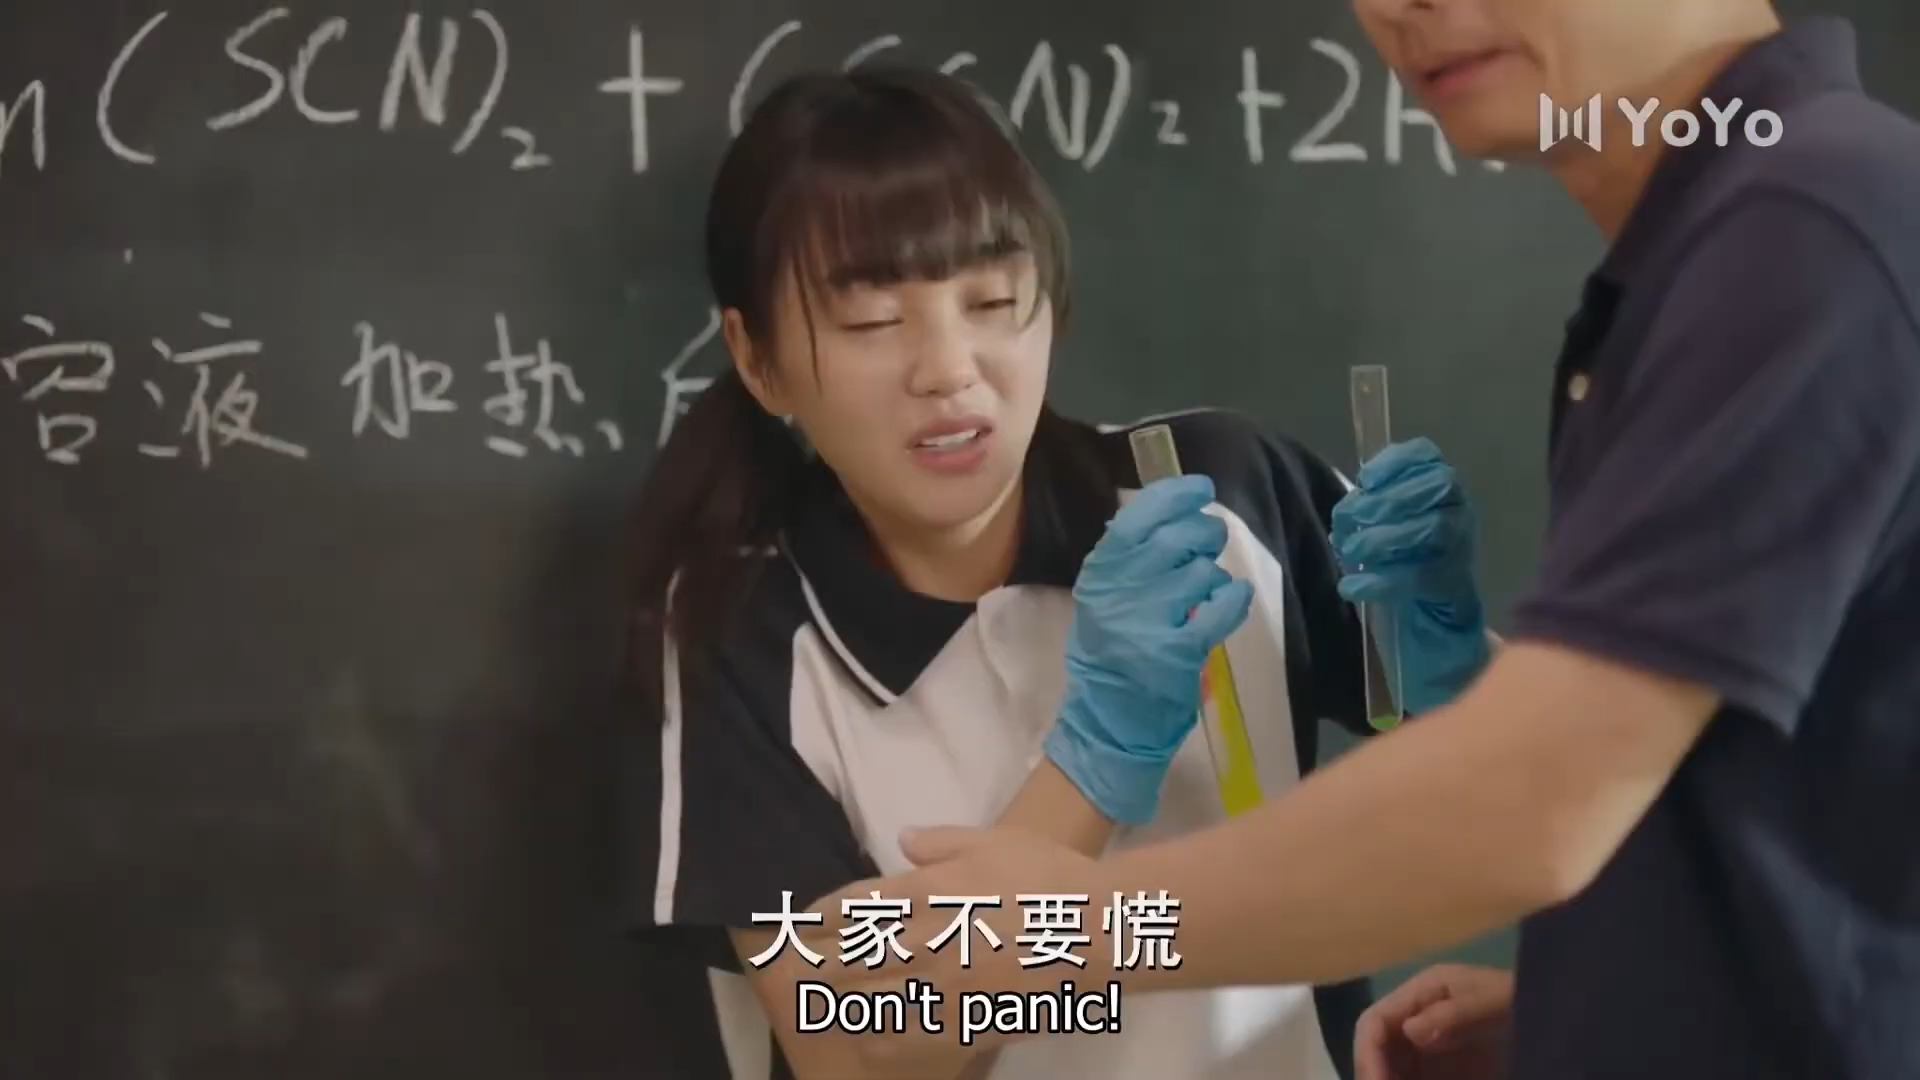 (SCN)₂ + (SCN)₂ + 2H
YoYo
容液 加热
大家不要慌
Don't panic!